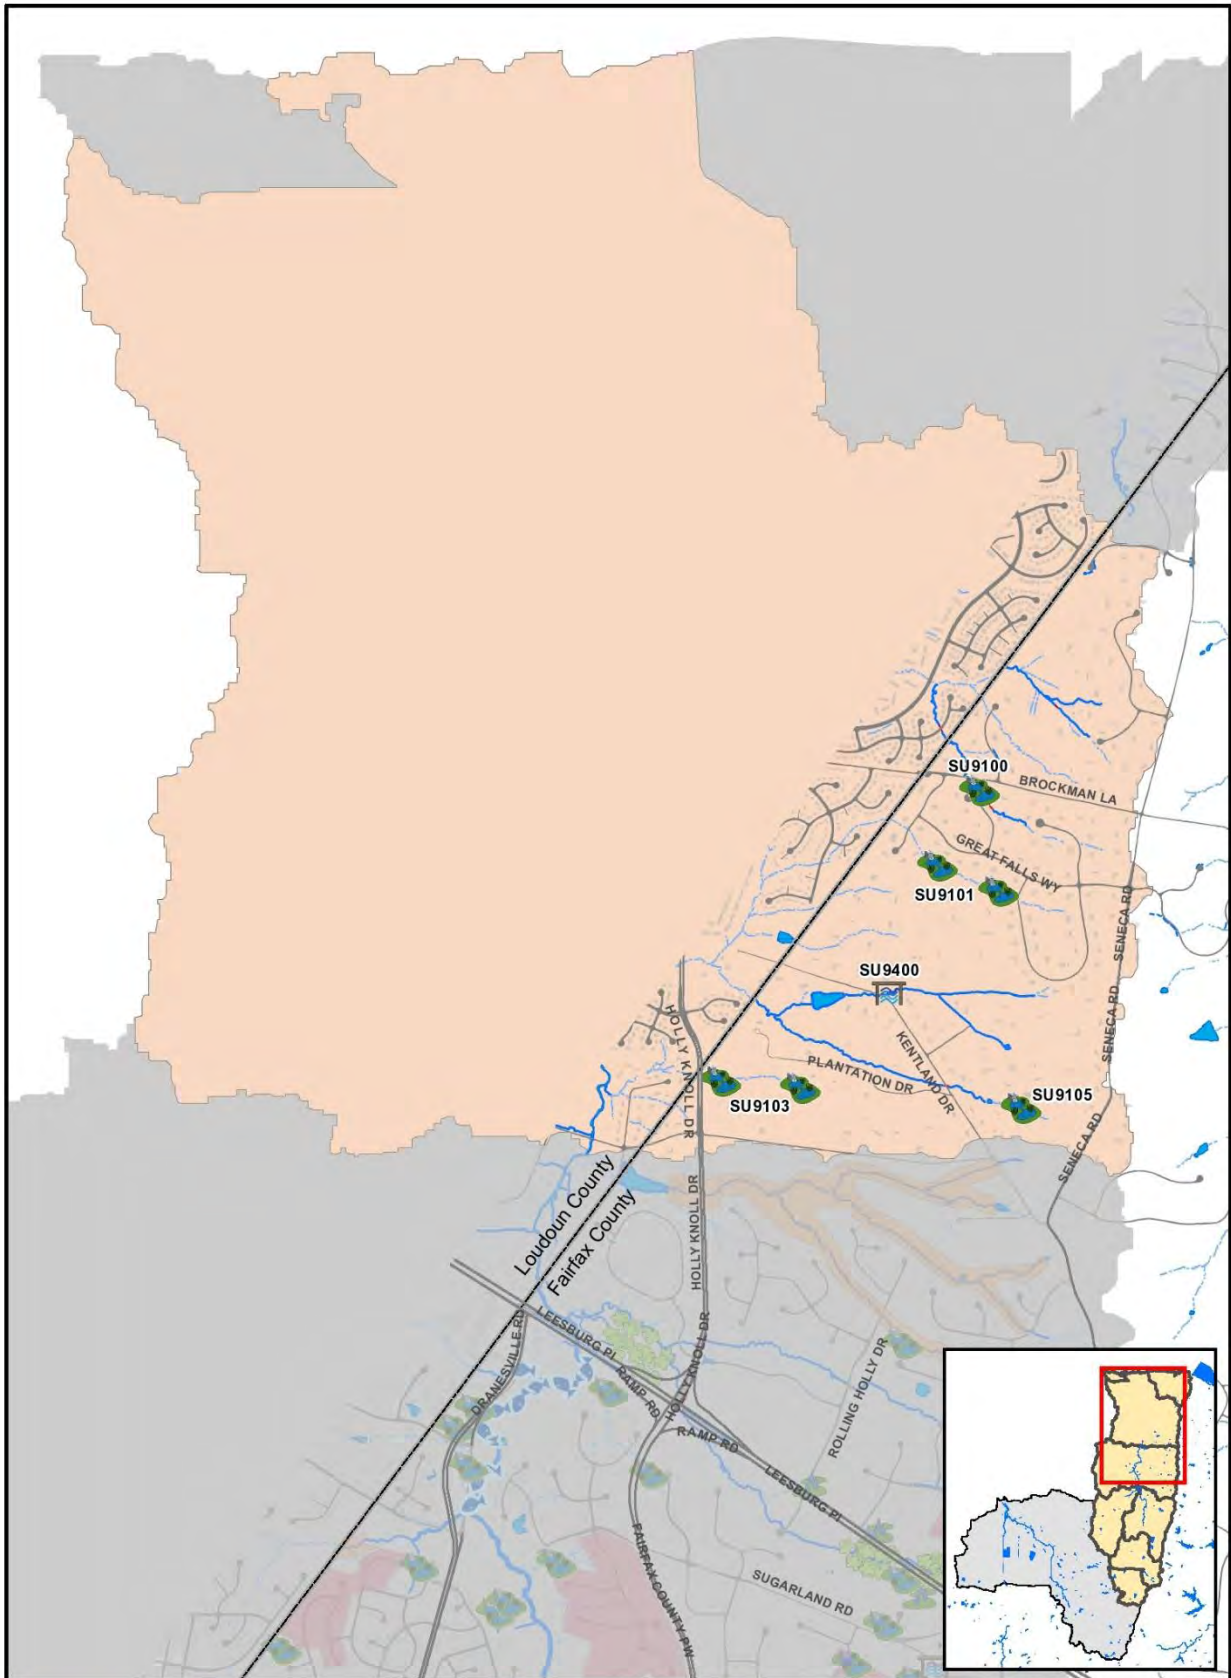 SU9100
BROCKMAN LA
GREAT FALLS WY
SU9101
SENECA RD
SU9400
SENECA RD
HOLLY KNOLL DR
KENTLAND DR
PLANTATION DR
SU9103
SU9105
SENECA RD
Loudoun County
Fairfax County
HOLLY KNOLL DR
LEESBURG PI
DRANESVILLE RD
RAMP RD
HOLLY KNOLL DR
ROLLING HOLLY DR
RAMP RD
LEESBURG PI
FAIRFAX COUNTY PW
SUGARLAND RD